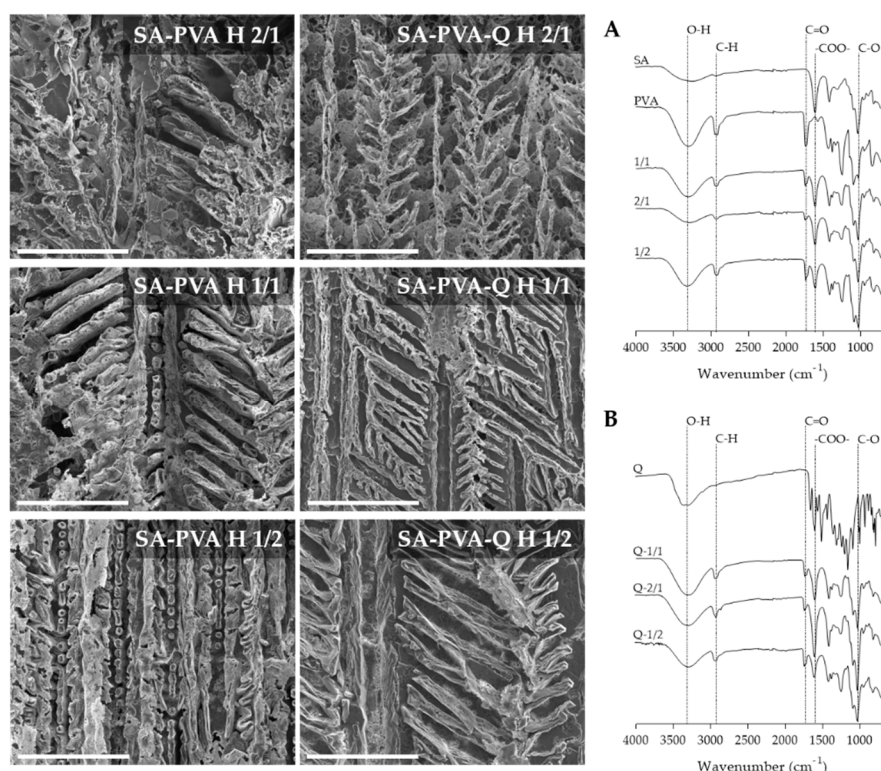 SA-PVA H 2/1
SA-PVA-Q H 2/1
SA-PVA H 1/1
SA-PVA-Q H 1/1
SA-PVA H 1/2
SA-PVA-Q H 1/2
A
O-H
C-H
C=O
-COO-
C-O
SA
PVA
1/1
2/1
1/2
4000 3500 3000 2500 2000 1500 1000
Wavenumber (cm⁻¹)
B
O-H
C-H
C=O
-COO-
C-O
Q
Q-1/1
Q-2/1
Q-1/2
4000 3500 3000 2500 2000 1500 1000
Wavenumber (cm⁻¹)